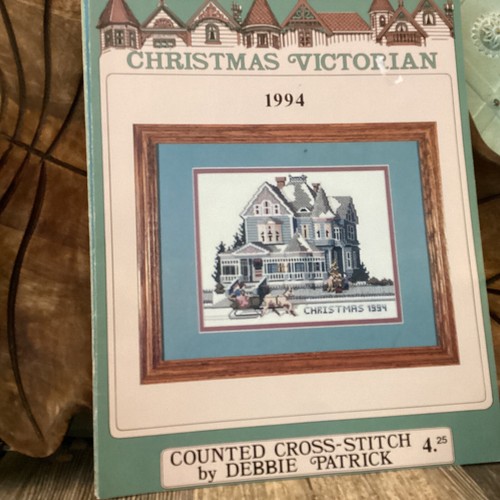 CHRISTMAS VICTORIAN
1994
CHRISTMAS 1994
COUNTED CROSS-STITCH
by DEBBIE PATRICK
4.25